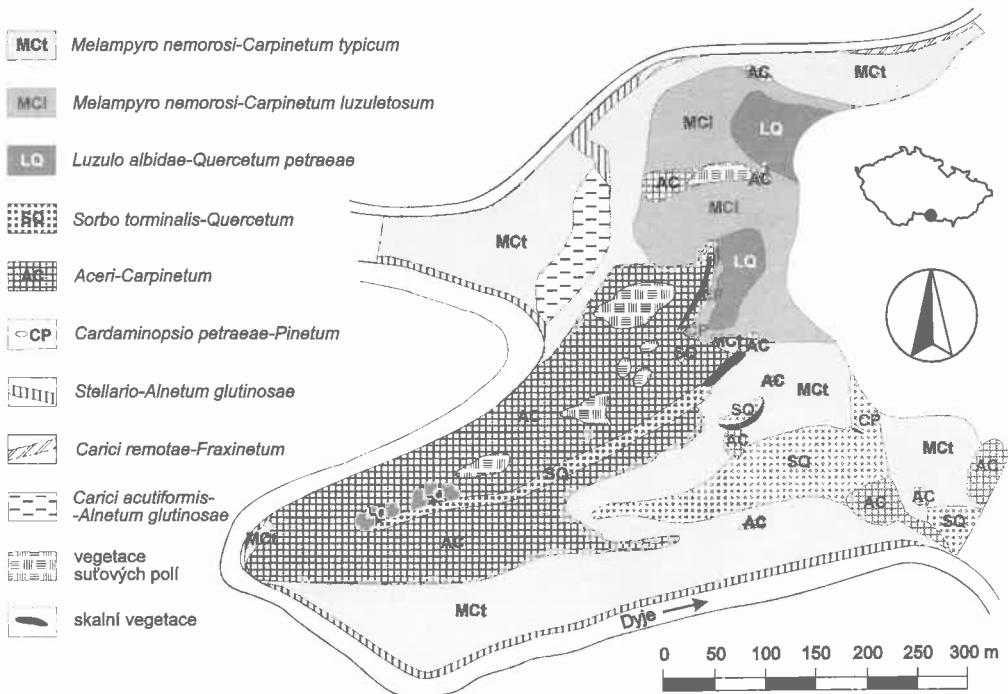 MCt Melampyro nemorosi-Carpinetum typicum
MCl Melampyro nemorosi-Carpinetum luzuletosum
LQ Luzulo albidae-Quercetum petraeae
SQ Sorbo torminalis-Quercetum
AC Aceri-Carpinetum
CP Cardaminopsio petraeae-Pinetum
Stellario-Alnetum glutinosae
Carici remotae-Fraxinetum
Carici acutiformis-
-Alnetum glutinosae
vegetace
suťových polí
skalní vegetace
AC
MCt
MCl
LQ
AC
AC
MCl
MCt
LQ
CP
CP
MCt
AC
SQ
AC
MCt
SQ
CP
AC
AC
MCt
SQ
SQ
AC
AC
AC
LQ
SQ
MCt
AC
AC
MCt
Dyje
0 50 100 150 200 250 300 m